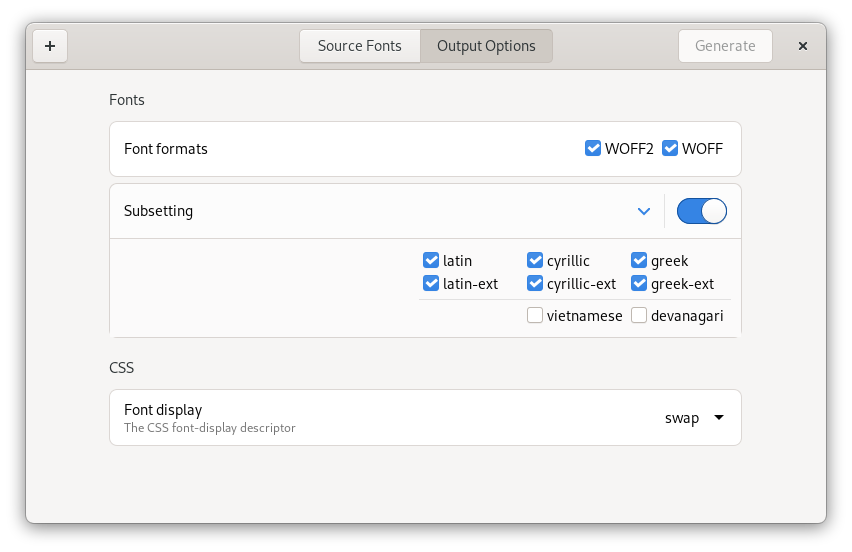 Source Fonts Output Options Generate
Fonts
Font formats WOFF2 WOFF
Subsetting
latin cyrillic greek
latin-ext cyrillic-ext greek-ext
vietnamese devanagari
CSS
Font display
The CSS font-display descriptor
swap